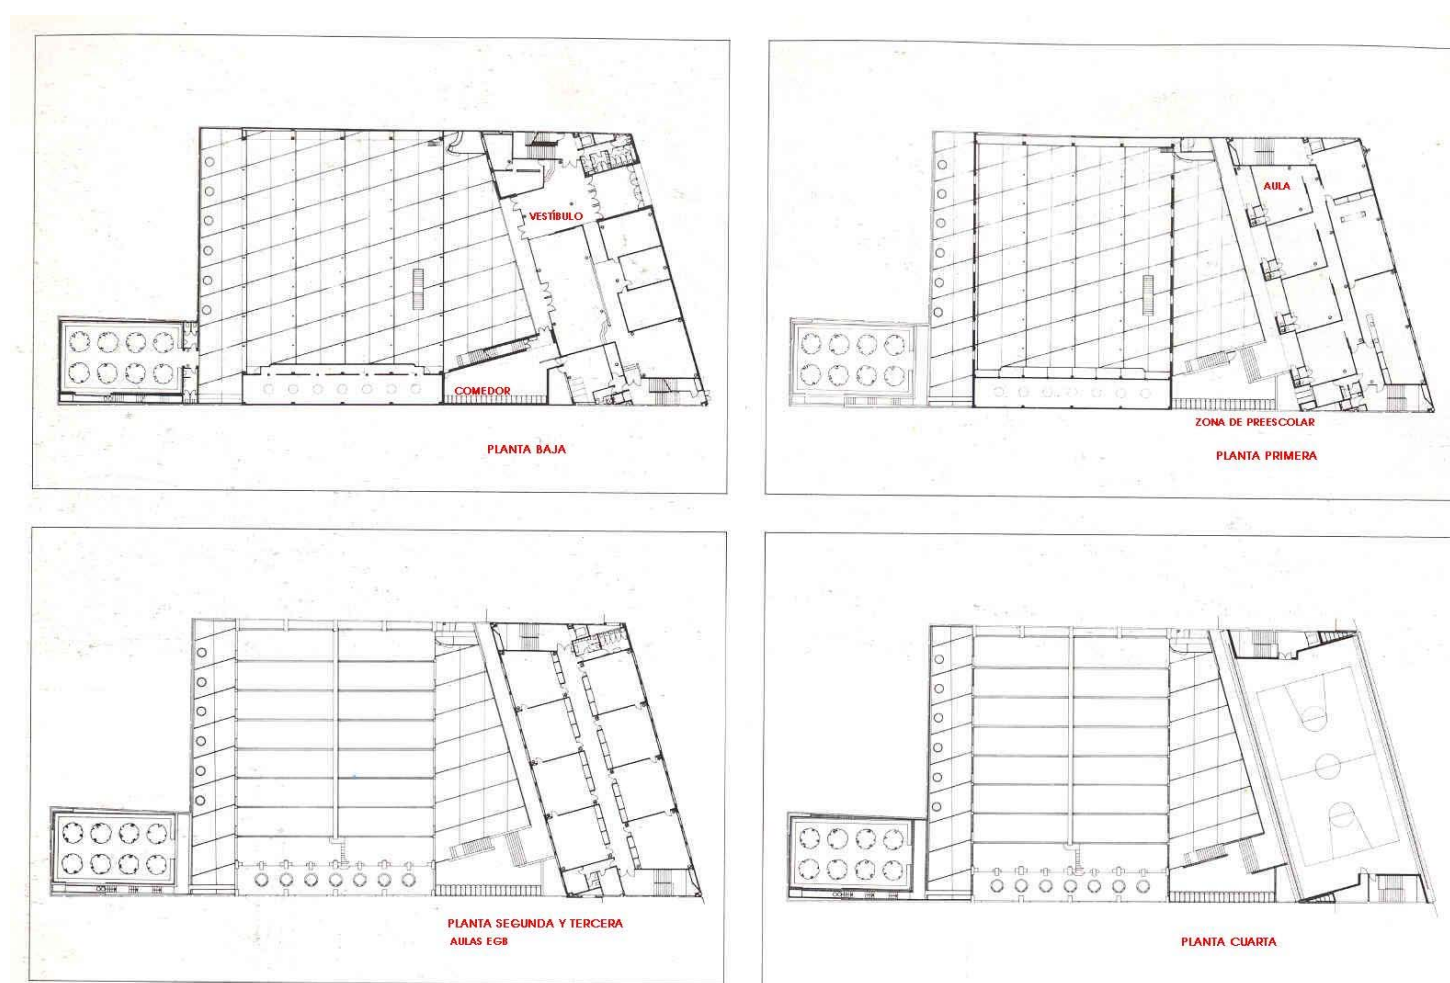 VESTÍBULO
COMEDOR
PLANTA BAJA
AULA
ZONA DE PREESCOLAR
PLANTA PRIMERA
PLANTA SEGUNDA Y TERCERA
AULAS EGB
PLANTA CUARTA